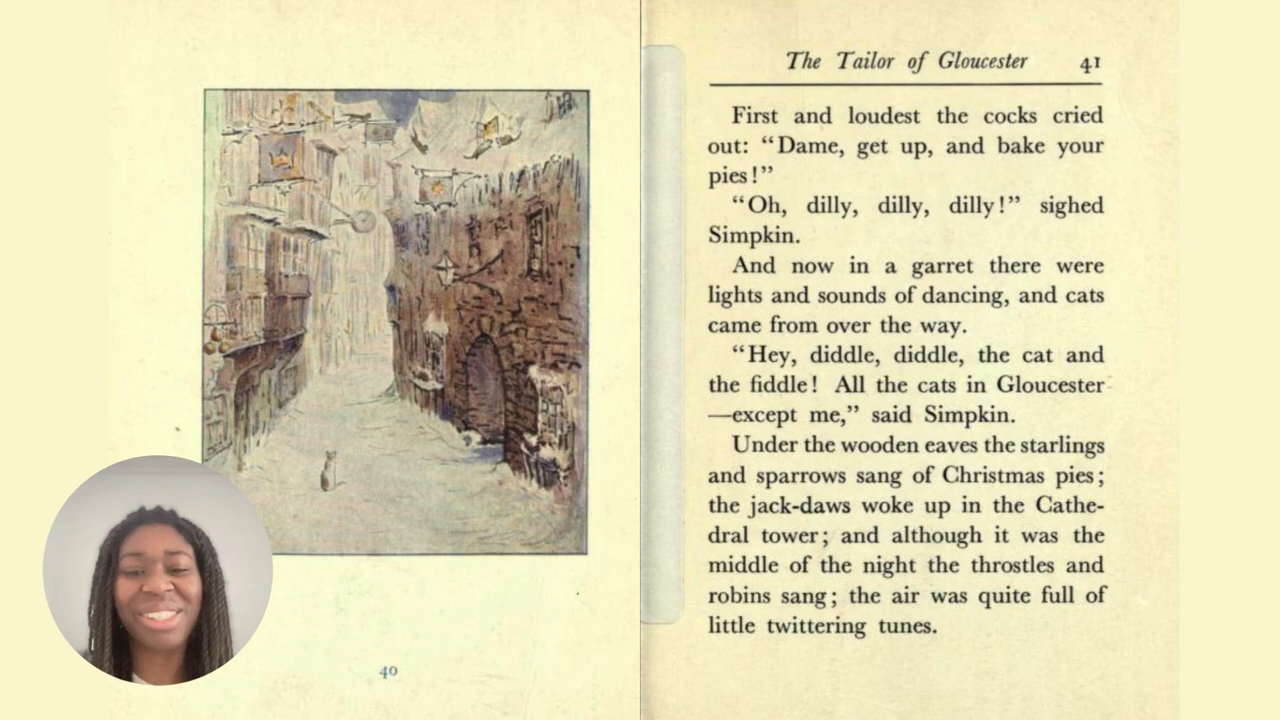 40
The Tailor of Gloucester 41
First and loudest the cocks cried
out: “Dame, get up, and bake your
pies!”
“Oh, dilly, dilly, dilly!” sighed
Simpkin.
And now in a garret there were
lights and sounds of dancing, and cats
came from over the way.
“Hey, diddle, diddle, the cat and
the fiddle! All the cats in Gloucester
—except me,” said Simpkin.
Under the wooden eaves the starlings
and sparrows sang of Christmas pies;
the jack-daws woke up in the Cathe-
dral tower; and although it was the
middle of the night the throstles and
robins sang; the air was quite full of
little twittering tunes.